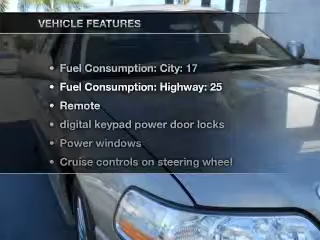 VEHICLE FEATURES
• Fuel Consumption: City: 17
• Fuel Consumption: Highway: 25
• Remote
• digital keypad power door locks
• Power windows
• Cruise controls on steering wheel